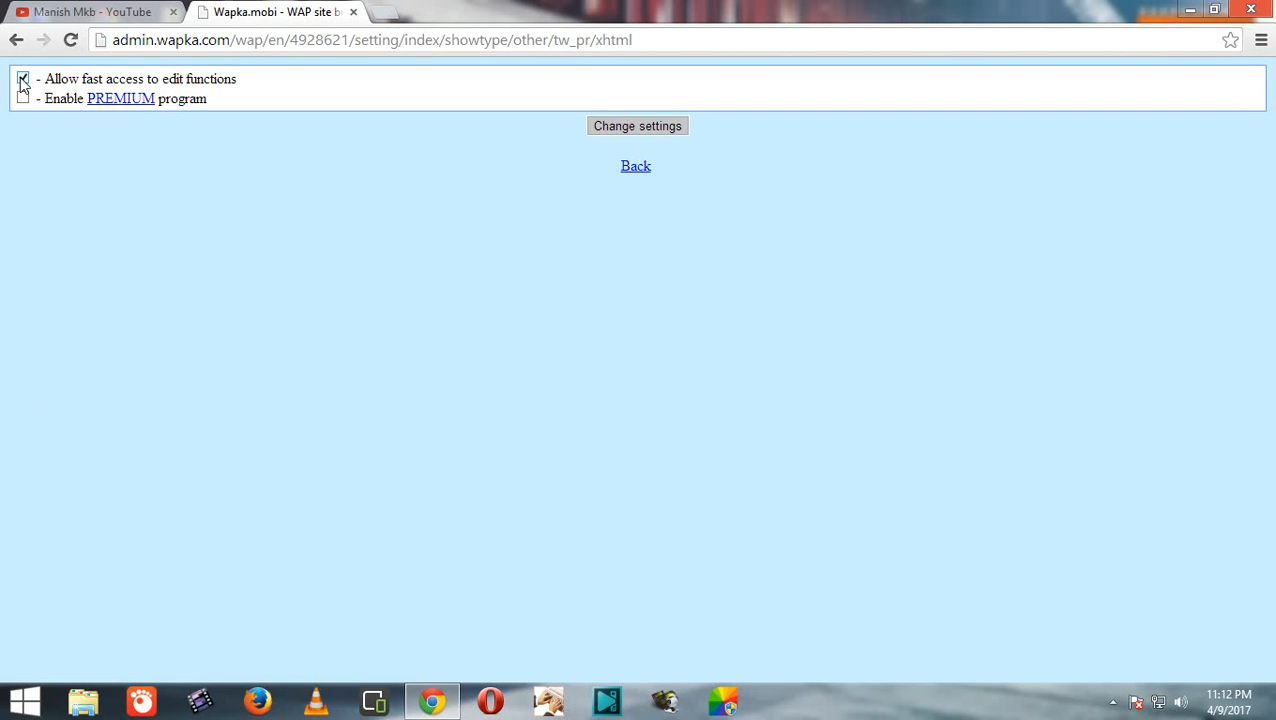 Manish Mkb - YouTube
Wapka.mobi - WAP site b
admin.wapka.com/wap/en/4928621/setting/index/showtype/other/tw_pr/xhtml
- Allow fast access to edit functions
- Enable PREMIUM program
Change settings
Back
11:12 PM
4/9/2017